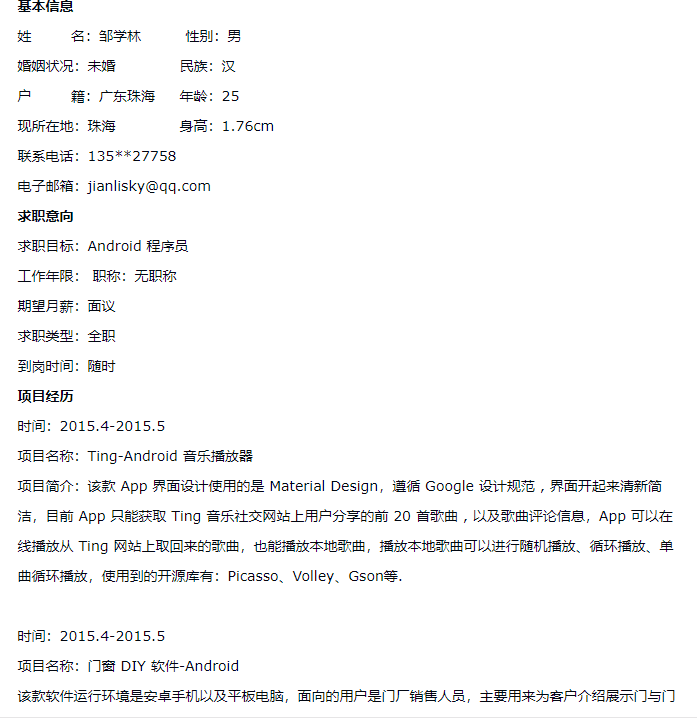 基本信息
姓 名：邹学林 性别：男
婚姻状况：未婚 民族：汉
户 籍：广东珠海 年龄：25
现所在地：珠海 身高：1.76cm
联系电话：135**27758
电子邮箱：jianlisky@qq.com
求职意向
求职目标：Android 程序员
工作年限： 职称：无职称
期望月薪：面议
求职类型：全职
到岗时间：随时
项目经历
时间：2015.4-2015.5
项目名称：Ting-Android 音乐播放器
项目简介：该款 App 界面设计使用的是 Material Design，遵循 Google 设计规范，界面开起来清新简
洁，目前 App 只能获取 Ting 音乐社交网站上用户分享的前 20 首歌曲，以及歌曲评论信息，App 可以在
线播放从 Ting 网站上取回来的歌曲，也能播放本地歌曲，播放本地歌曲可以进行随机播放、循环播放、单
曲循环播放，使用到的开源库有：Picasso、Volley、Gson等.
时间：2015.4-2015.5
项目名称：门窗 DIY 软件-Android
该款软件运行环境是安卓手机以及平板电脑，面向的用户是门厂销售人员，主要用来为客户介绍展示门与门